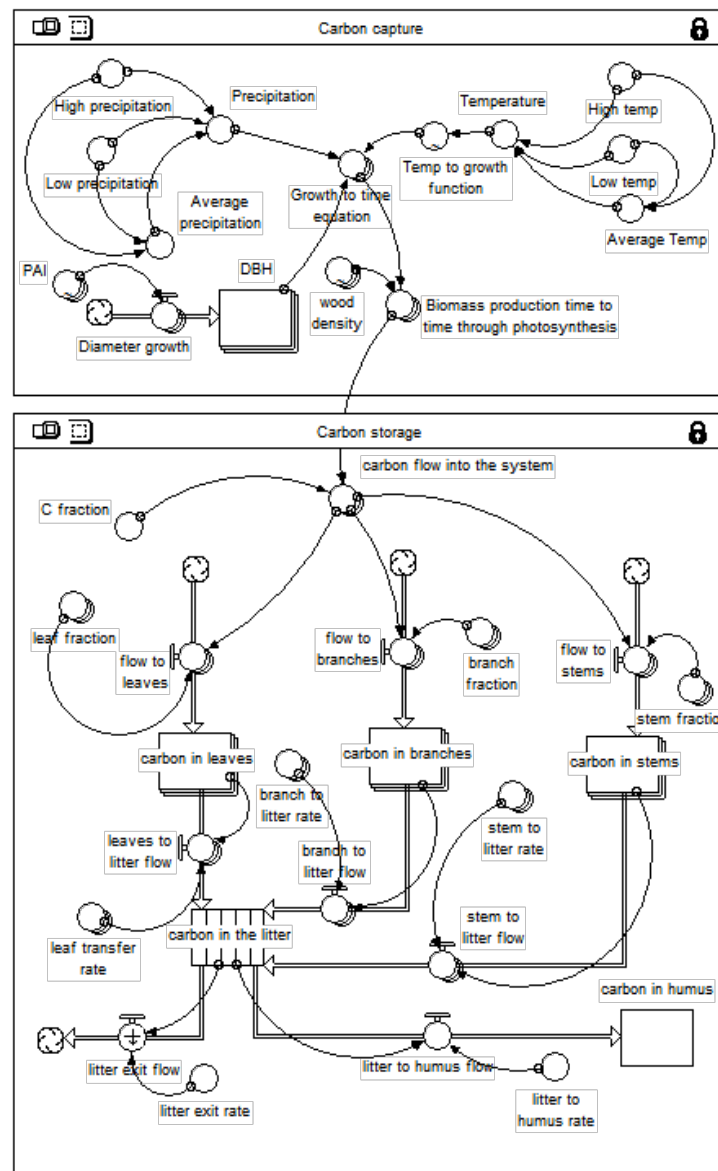 Carbon capture
High precipitation
Precipitation
Temperature
High temp
Low precipitation
Temp to growth
function
Low temp
Average
precipitation
Growth to time
equation
Average Temp
PAI
DBH
wood
density
Biomass production time to
time through photosynthesis
Diameter growth
Carbon storage
carbon flow into the system
C fraction
leaf fraction
flow to
leaves
flow to
branches
branch
fraction
flow to
stems
stem fraction
carbon in leaves
carbon in branches
carbon in stems
branch to
litter rate
stem to
litter rate
leaves to
litter flow
branch to
litter flow
stem to
litter flow
carbon in the litter
leaf transfer
rate
carbon in humus
litter exit flow
litter to humus flow
litter exit rate
litter to
humus rate